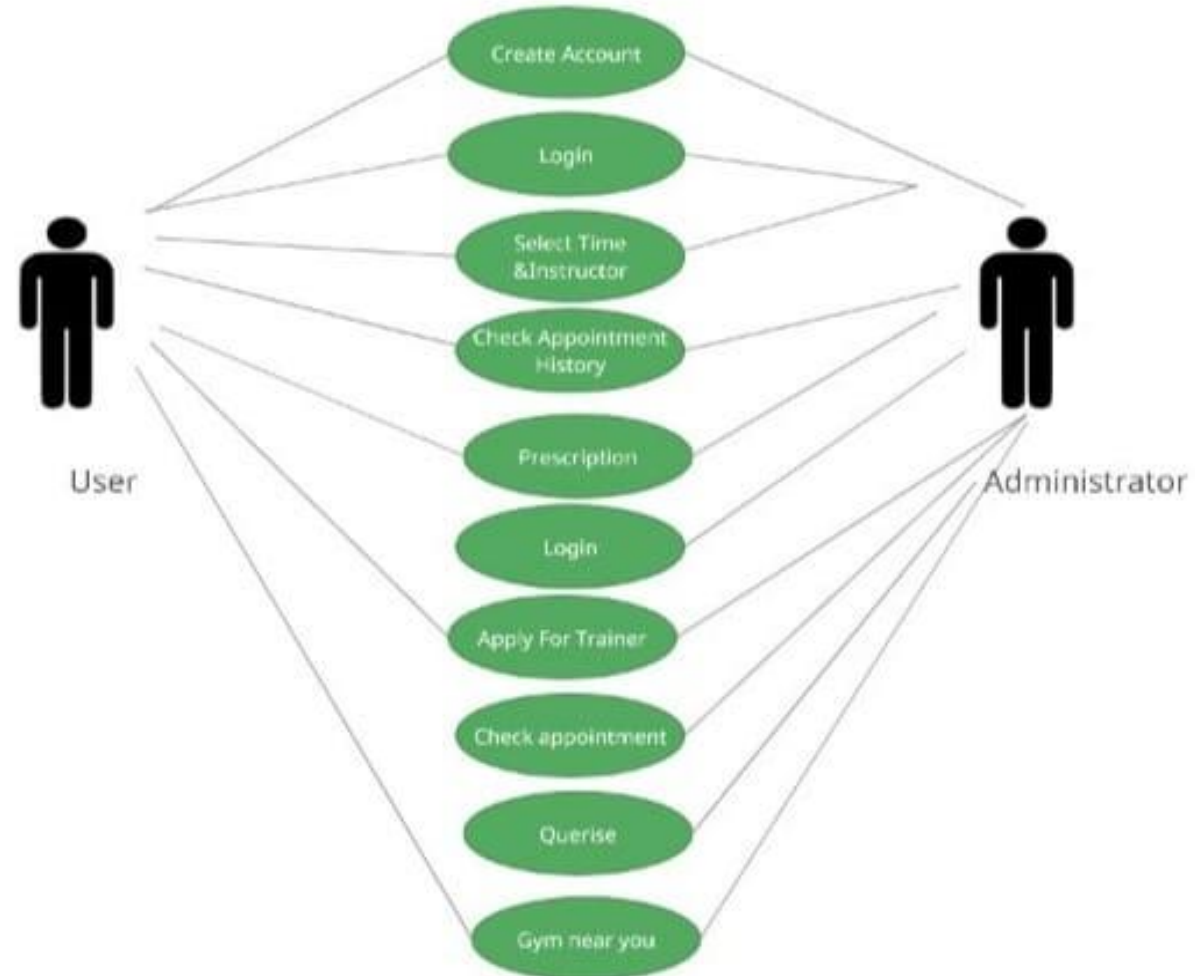 Create Account
Login
Select Time
&Instructor
Check Appointment
History
Prescription
User
Administrator
Login
Apply For Trainer
Check appointment
Querise
Gym near you